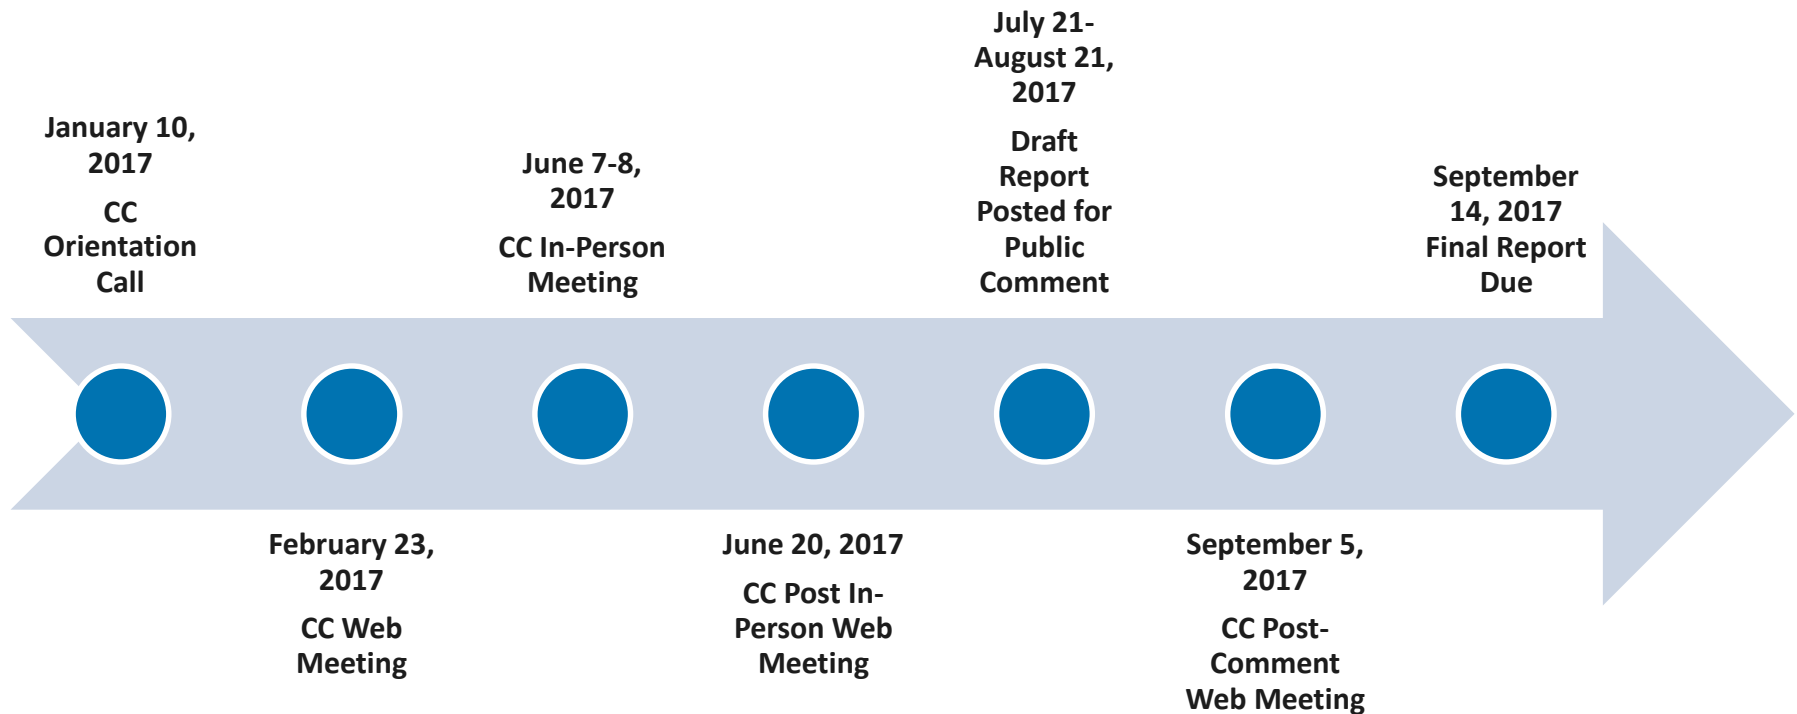 January 10,
2017
CC
Orientation
Call
February 23,
2017
CC Web
Meeting
June 7-8,
2017
CC In-Person
Meeting
June 20, 2017
CC Post In-
Person Web
Meeting
July 21-
August 21,
2017
Draft
Report
Posted for
Public
Comment
September 5,
2017
CC Post-
Comment
Web Meeting
September
14, 2017
Final Report
Due